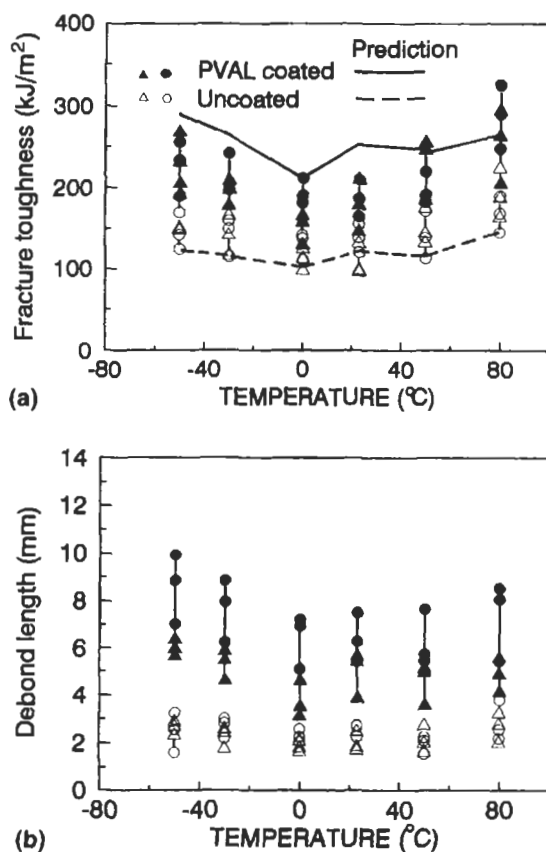 400
300
200
100
0
Fracture toughness (kJ/m²)
Prediction
PVAL coated
Uncoated
-80 -40 0 40 80
(a) TEMPERATURE (°C)
14
12
10
8
6
4
2
0
Debond length (mm)
-80 -40 0 40 80
(b) TEMPERATURE (°C)